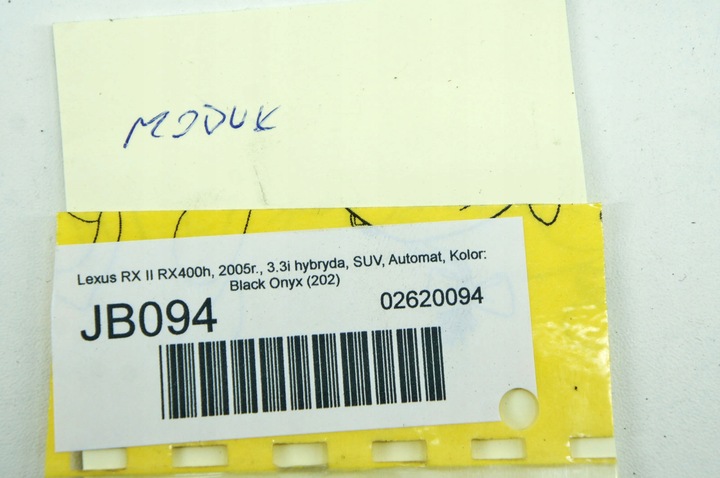 MODUK
Lexus RX II RX400h, 2005r., 3.3i hybryda, SUV, Automat, Kolor:
Black Onyx (202)
JB094
02620094